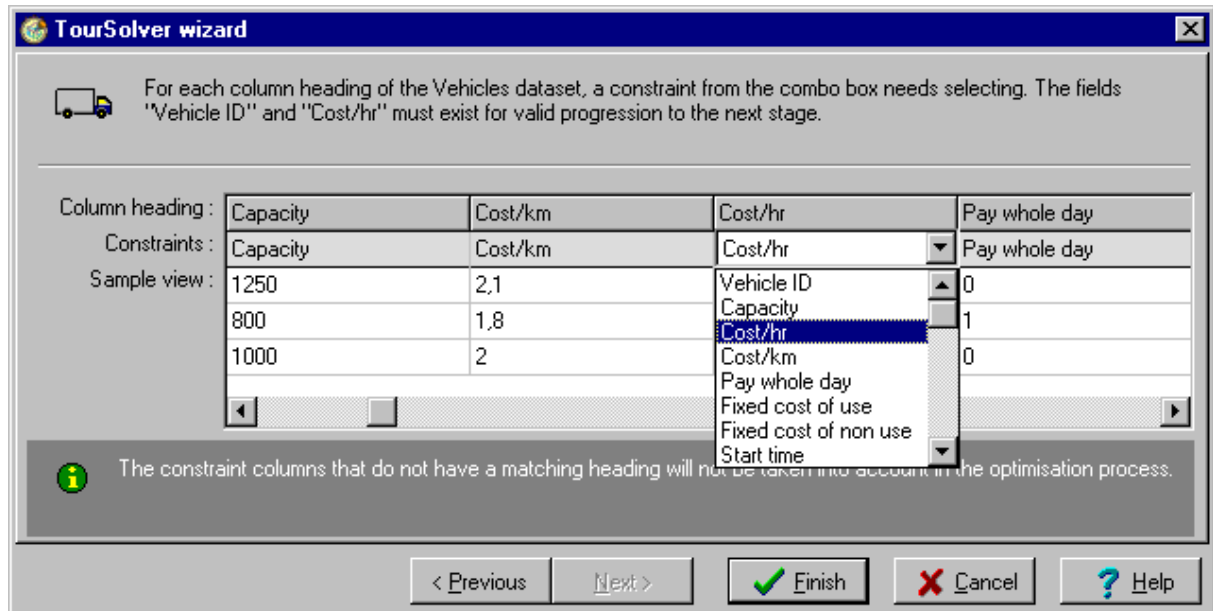 TourSolver wizard
For each column heading of the Vehicles dataset, a constraint from the combo box needs selecting. The fields
"Vehicle ID" and "Cost/hr" must exist for valid progression to the next stage.
Column heading : Capacity Cost/km Cost/hr Pay whole day
Constraints : Capacity Cost/km Cost/hr Pay whole day
Sample view : 1250 2,1 0
800 1,8 1
1000 2 0
Vehicle ID
Capacity
Cost/hr
Cost/km
Pay whole day
Fixed cost of use
Fixed cost of non use
Start time
The constraint columns that do not have a matching heading will not be taken into account in the optimisation process.
< Previous Next > Finish Cancel Help